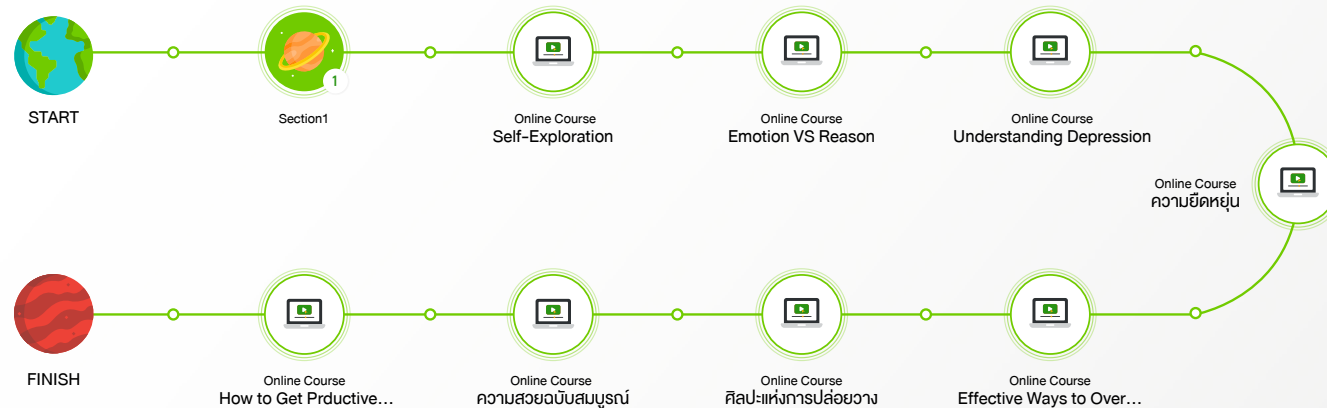 START
1
Section1
Online Course
Self-Exploration
Online Course
Emotion VS Reason
Online Course
Understanding Depression
Online Course
ความยืดหยุ่น
Online Course
Effective Ways to Over...
Online Course
ศิลปะแห่งการปล่อยวาง
Online Course
ความสวยฉบับสมบูรณ์
Online Course
How to Get Prductive...
FINISH